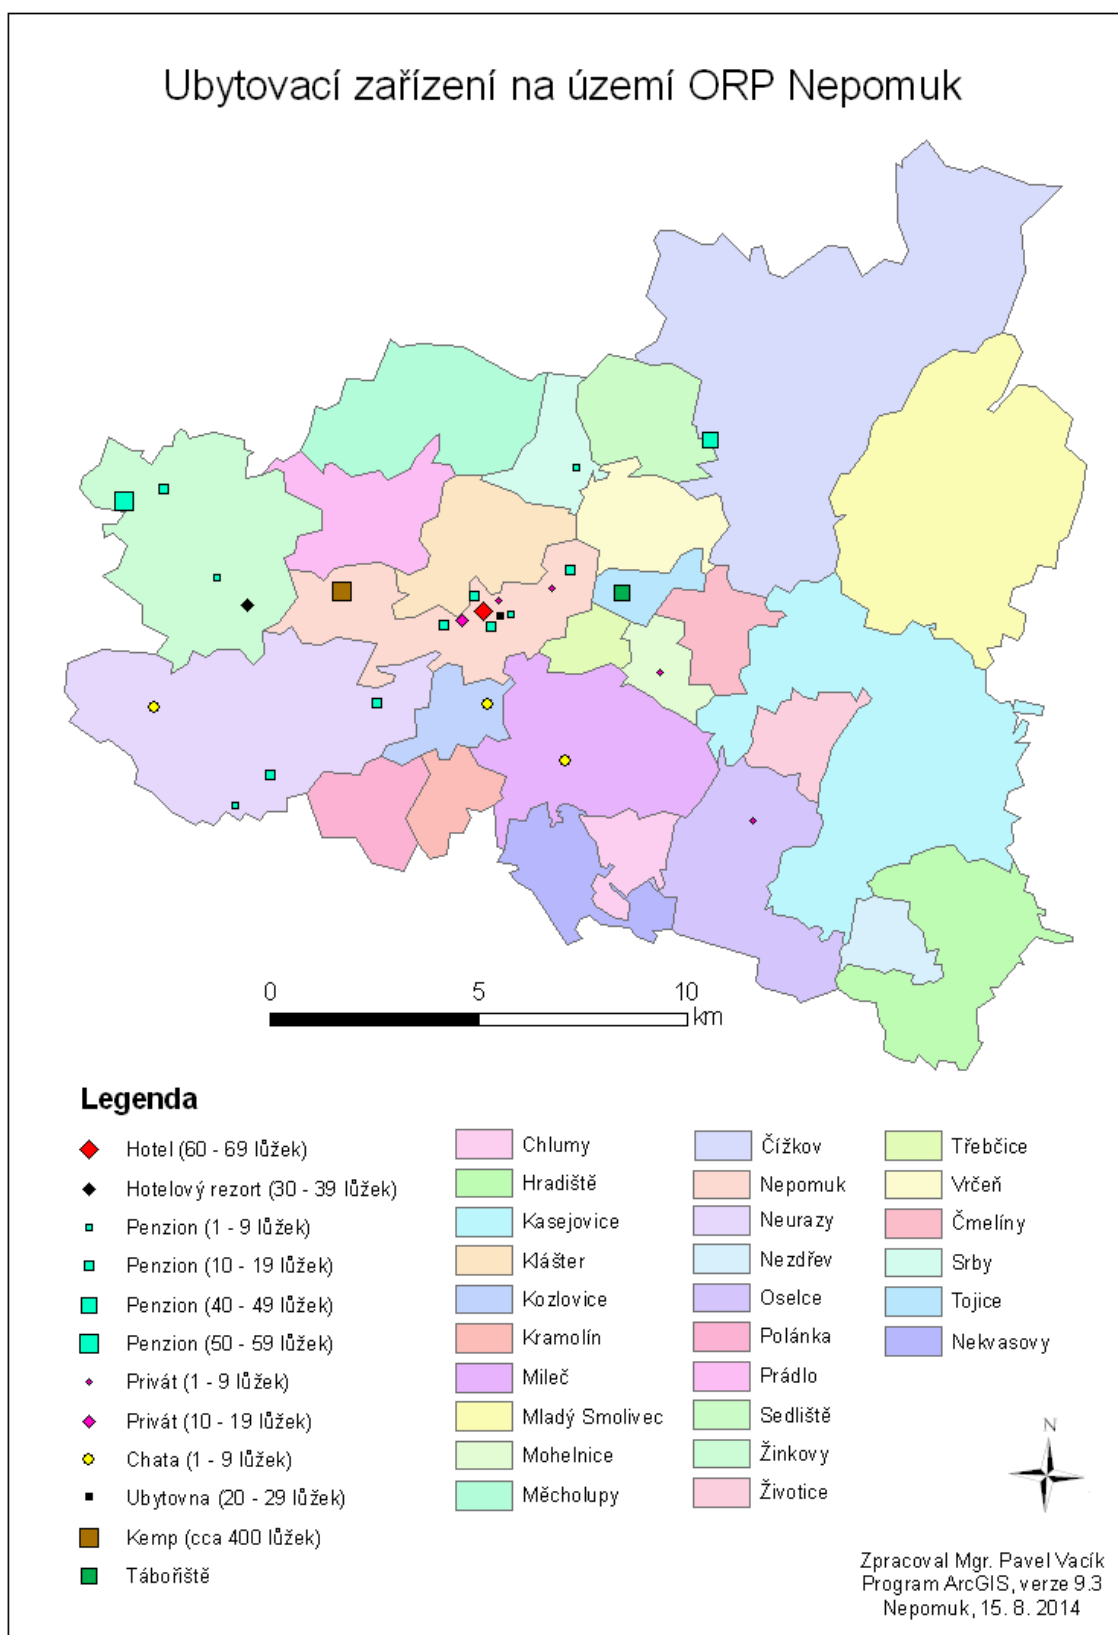 Ubytovací zařízení na území ORP Nepomuk
0 5 10
km
Legenda
Hotel (60 - 69 lůžek)
Hotelový rezort (30 - 39 lůžek)
Penzion (1 - 9 lůžek)
Penzion (10 - 19 lůžek)
Penzion (40 - 49 lůžek)
Penzion (50 - 59 lůžek)
Privát (1 - 9 lůžek)
Privát (10 - 19 lůžek)
Chata (1 - 9 lůžek)
Ubytovna (20 - 29 lůžek)
Kemp (cca 400 lůžek)
Tábořiště
Chlumy
Hradiště
Kasejovice
Klášter
Kozlovice
Kramolín
Mileč
Mladý Smolivec
Mohelnice
Měcholupy
Čížkov
Nepomuk
Neurazy
Nezdřev
Oselce
Polánka
Prádlo
Sedliště
Žinkovy
Životice
Třebčice
Vrčeň
Čmelíny
Srby
Tojice
Nekvasovy
N
Zpracoval Mgr. Pavel Vacík
Program ArcGIS, verze 9.3
Nepomuk, 15. 8. 2014